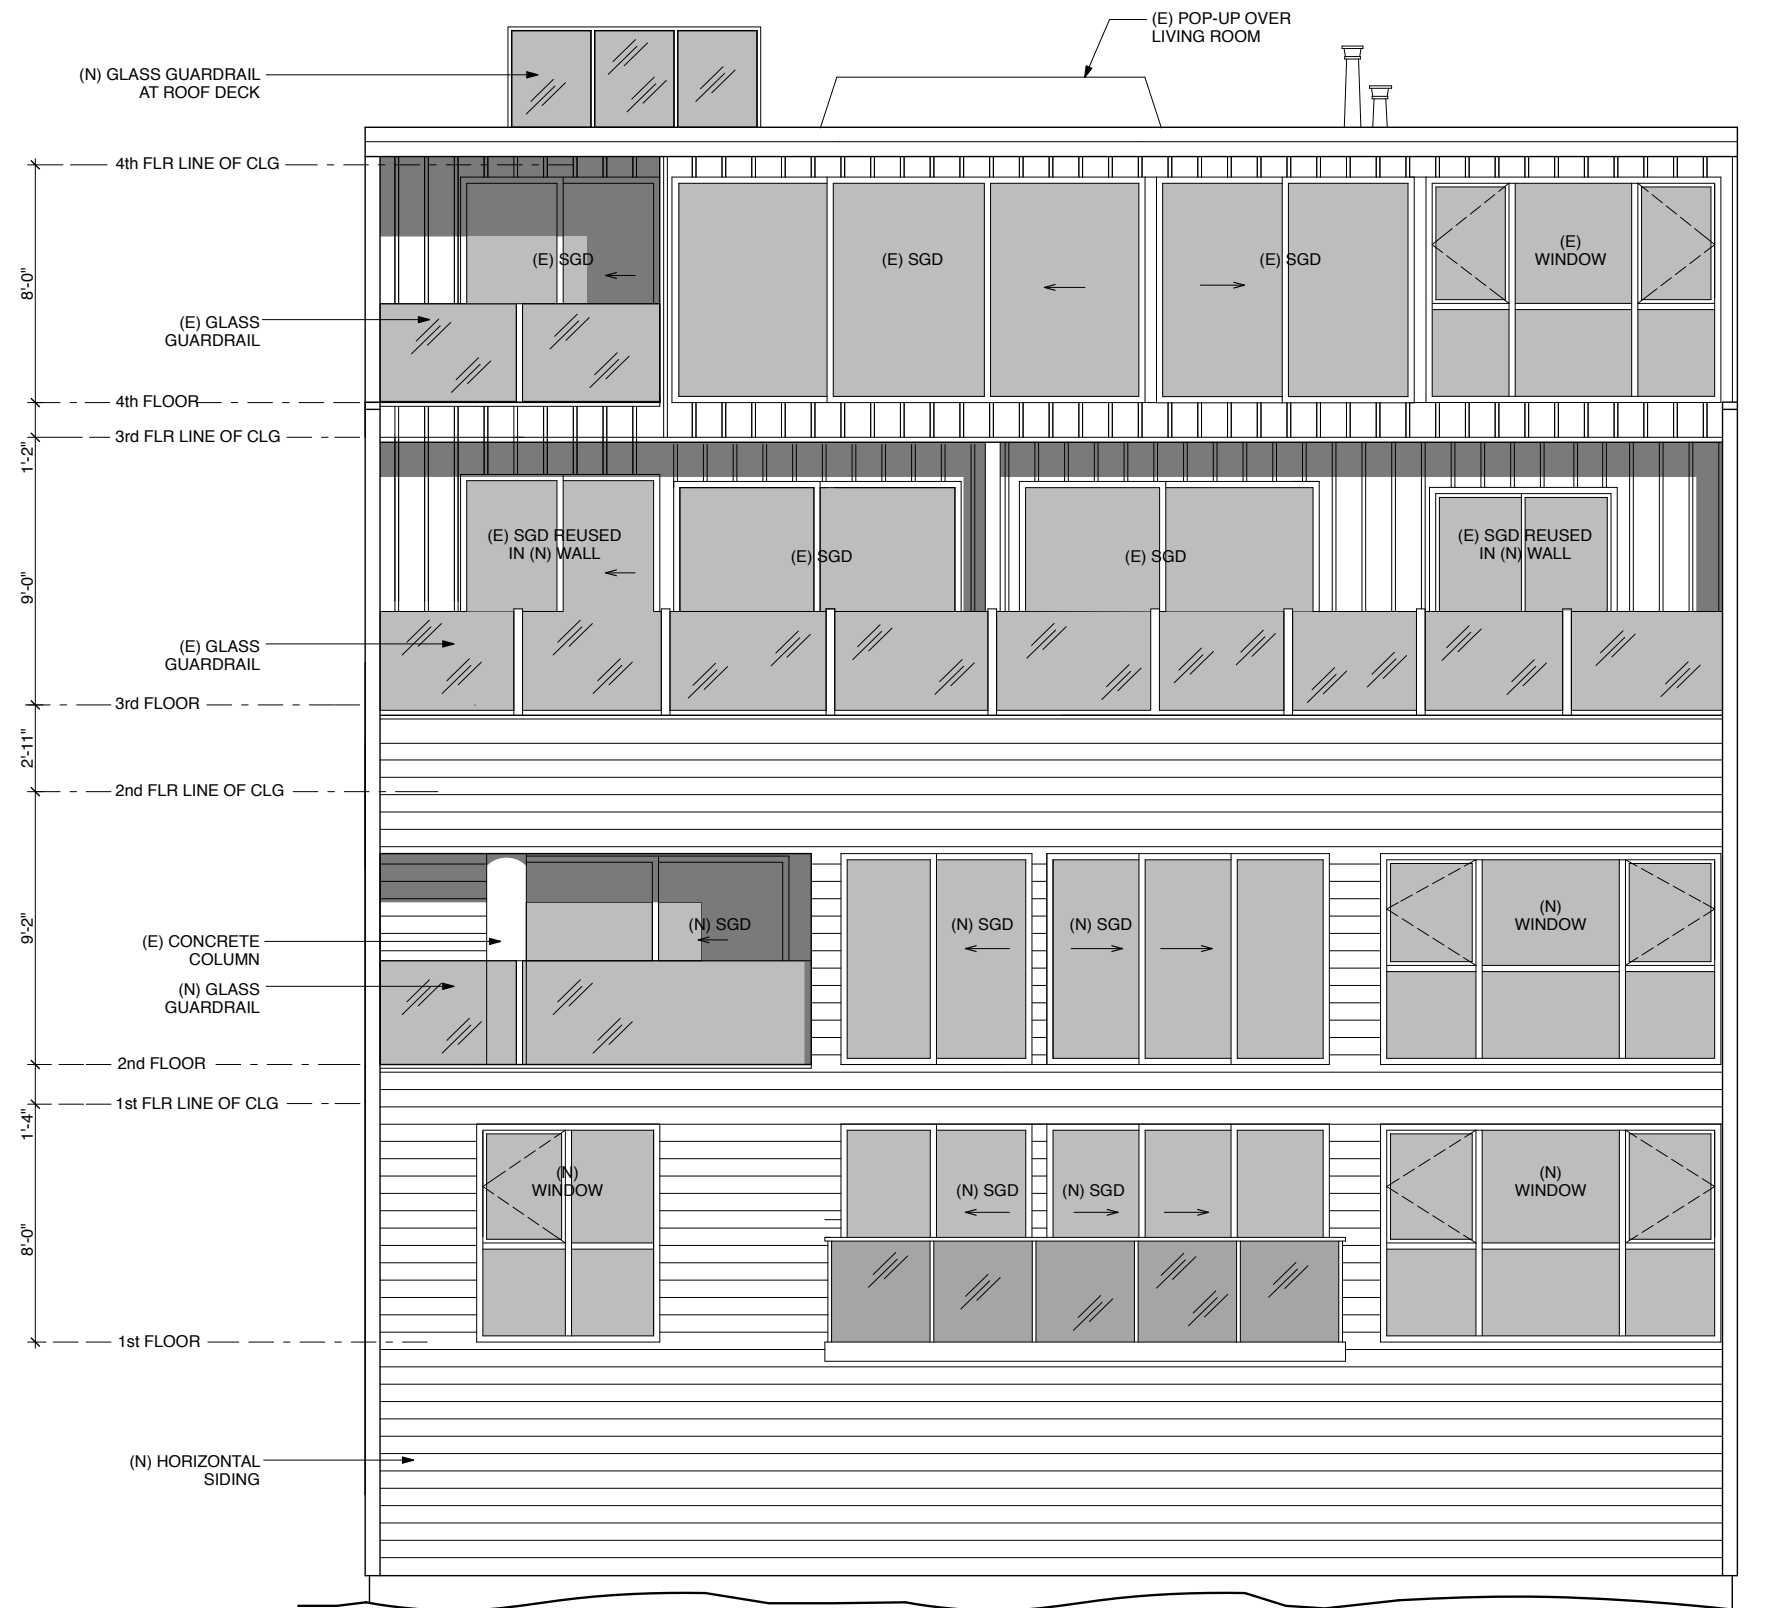 (E) POP-UP OVER
LIVING ROOM
(N) GLASS GUARDRAIL
AT ROOF DECK
4th FLR LINE OF CLG
8'-0"
(E) SGD
(E) SGD
(E) SGD
(E)
WINDOW
(E) GLASS
GUARDRAIL
4th FLOOR
3rd FLR LINE OF CLG
1'-2"
(E) SGD REUSED
IN (N) WALL
(E) SGD
(E) SGD
(E) SGD REUSED
IN (N) WALL
9'-0"
(E) GLASS
GUARDRAIL
3rd FLOOR
2'-11"
2nd FLR LINE OF CLG
9'-2"
(N) SGD
(N) SGD
(N) SGD
(N)
WINDOW
(E) CONCRETE
COLUMN
(N) GLASS
GUARDRAIL
2nd FLOOR
1st FLR LINE OF CLG
1'-4"
(N)
WINDOW
(N) SGD
(N) SGD
(N)
WINDOW
8'-0"
1st FLOOR
(N) HORIZONTAL
SIDING